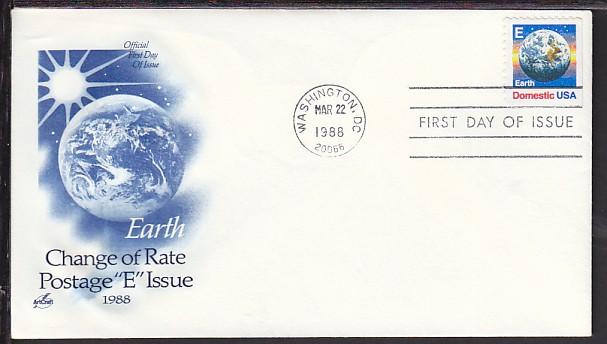 Official
First Day
Of Issue
Earth
Change of Rate
Postage "E" Issue
1988
ArtCraft
WASHINGTON, DC
MAR 22
1988
20066
FIRST DAY OF ISSUE
E
Earth
Domestic USA